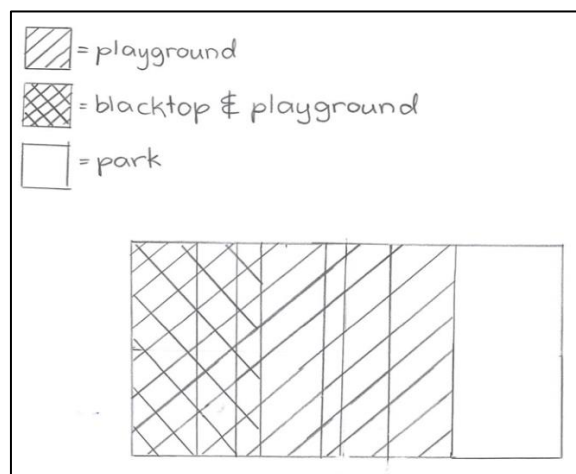 = playground
= blacktop & playground
= park